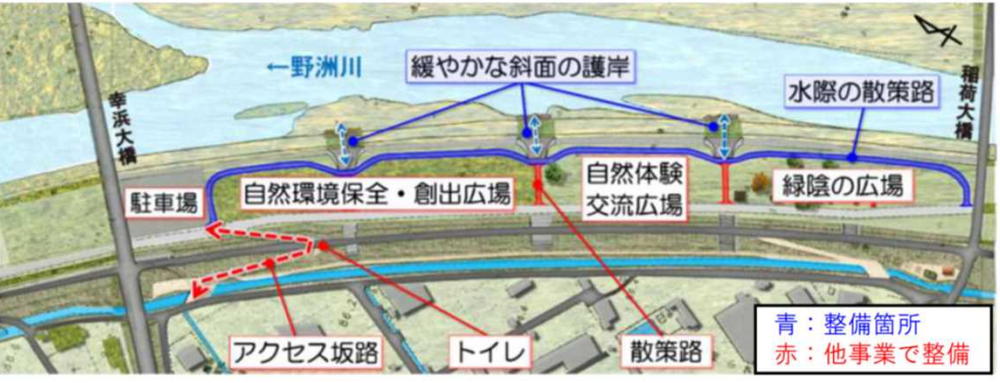 ←野洲川
緩やかな斜面の護岸
水際の散策路
稲荷大橋
幸浜大橋
駐車場
自然環境保全・創出広場
自然体験
交流広場
緑陰の広場
アクセス坂路
トイレ
散策路
青：整備箇所
赤：他事業で整備